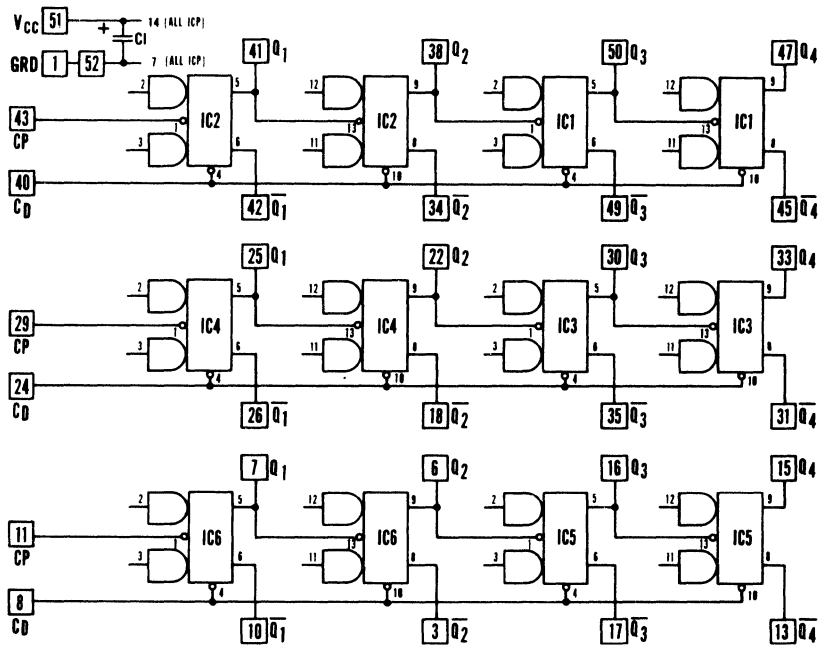 VCC 51 + 14 (ALL ICP)
C1
GRD 1 52 7 (ALL ICP)
41 Q1 38 Q2 50 Q3 47 Q4
2 5 12 9 2 5 12 9
43 1 IC2 13 IC2 1 IC1 13 IC1
CP
3 6 11 8 3 6 11 8
40 4 10 4 10
CD
42 Q1 34 Q2 49 Q3 45 Q4
25 Q1 22 Q2 30 Q3 33 Q4
2 5 12 9 2 5 12 9
29 1 IC4 13 IC4 1 IC3 13 IC3
CP
3 6 11 8 3 6 11 8
24 4 10 4 10
CD
26 Q1 18 Q2 35 Q3 31 Q4
7 Q1 6 Q2 16 Q3 15 Q4
2 5 12 9 2 5 12 9
11 1 IC6 13 IC6 1 IC5 13 IC5
CP
3 6 11 8 3 6 11 8
8 4 10 4 10
CD
10 Q1 3 Q2 17 Q3 13 Q4